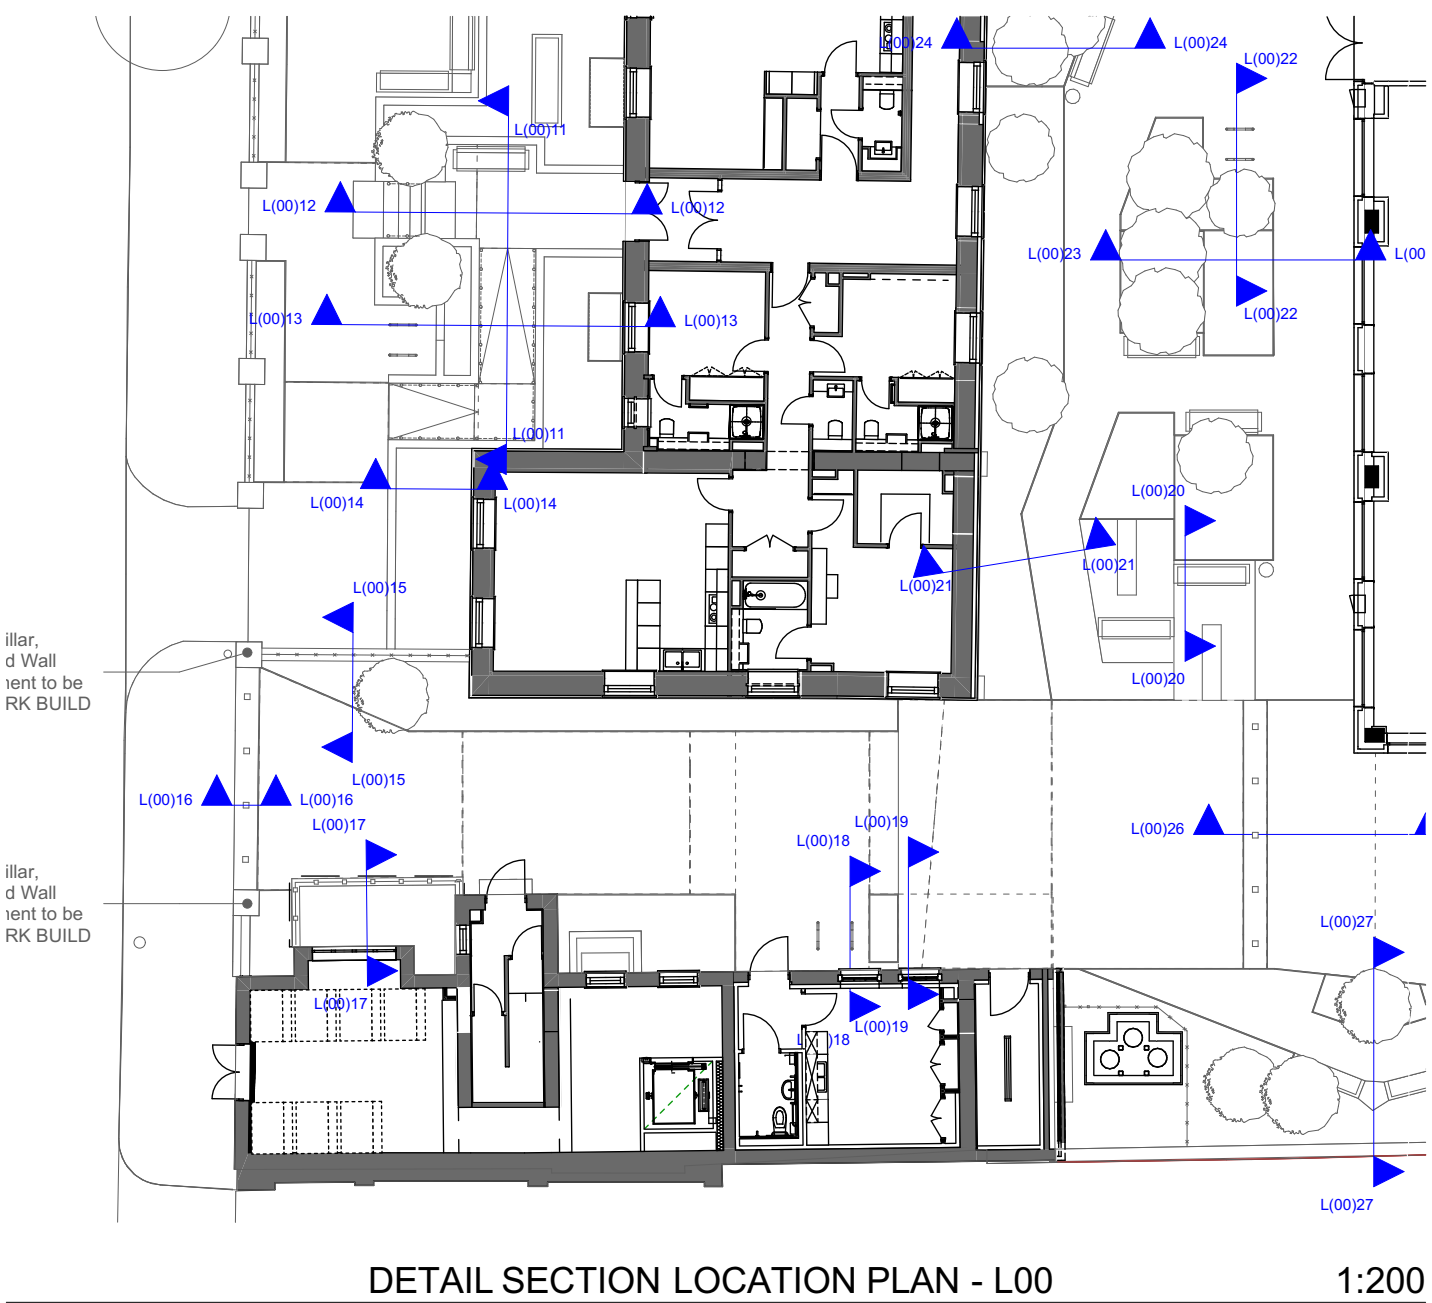 L(00)24
L(00)24
L(00)22
L(00)11
L(00)12
L(00)12
L(00)23
L(00
L(00)22
L(00)13
L(00)13
L(00)11
L(00)14
L(00)14
L(00)20
L(00)21
L(00)21
L(00)15
illar,
d Wall
nent to be
RK BUILD
L(00)20
L(00)15
L(00)16
L(00)16
L(00)17
L(00)19
L(00)18
L(00)26
illar,
d Wall
nent to be
RK BUILD
L(00)27
L(00)17
L(00)19
L )18
L(00)27
DETAIL SECTION LOCATION PLAN - L00
1:200